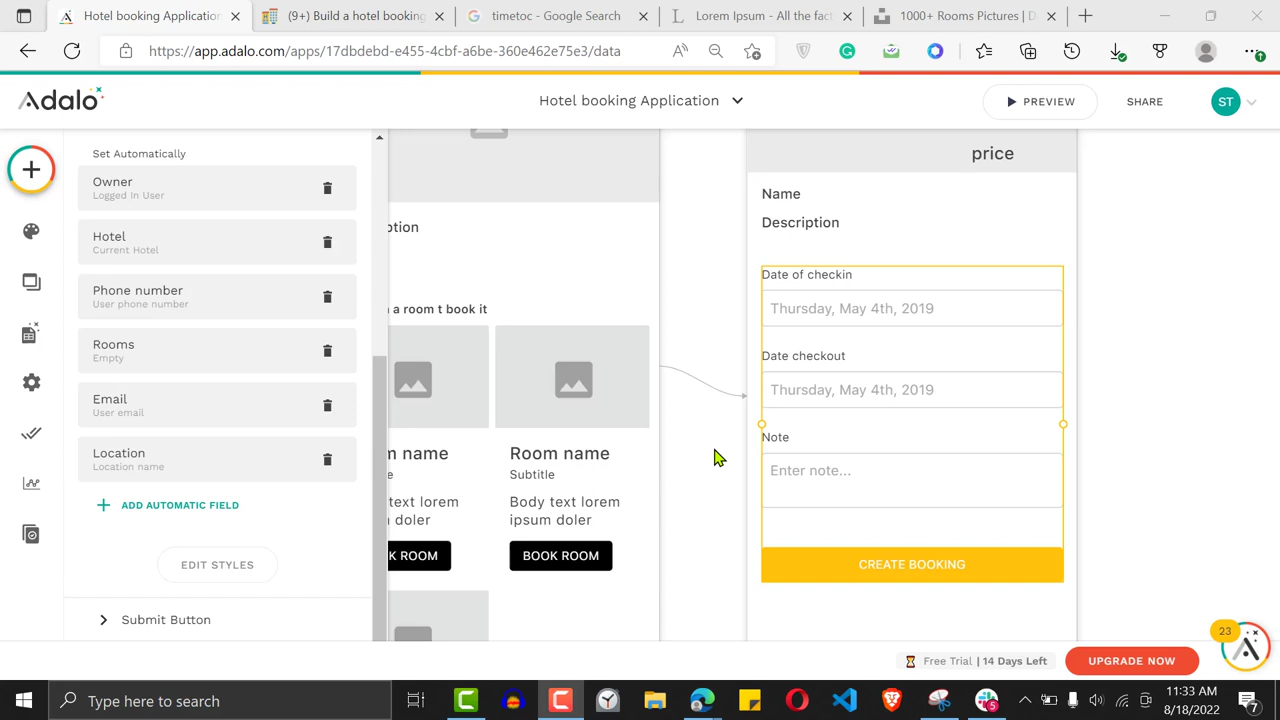 Hotel booking Application
(9+) Build a hotel booking
timetoc - Google Search
Lorem Ipsum - All the fact
1000+ Rooms Pictures | D
https://app.adalo.com/apps/17dbdebd-e455-4cbf-a6be-360e462e75e3/data
Adalo
Hotel booking Application
PREVIEW
SHARE
ST
Set Automatically
Owner
Logged In User
Hotel
Current Hotel
Phone number
User phone number
Rooms
Empty
Email
User email
Location
Location name
ADD AUTOMATIC FIELD
EDIT STYLES
Submit Button
ption
a room t book it
m name
e
text lorem
m doler
K ROOM
Room name
Subtitle
Body text lorem
ipsum doler
BOOK ROOM
price
Name
Description
Date of checkin
Thursday, May 4th, 2019
Date checkout
Thursday, May 4th, 2019
Note
Enter note...
CREATE BOOKING
23
Free Trial | 14 Days Left
UPGRADE NOW
Type here to search
5
11:33 AM
8/18/2022
7